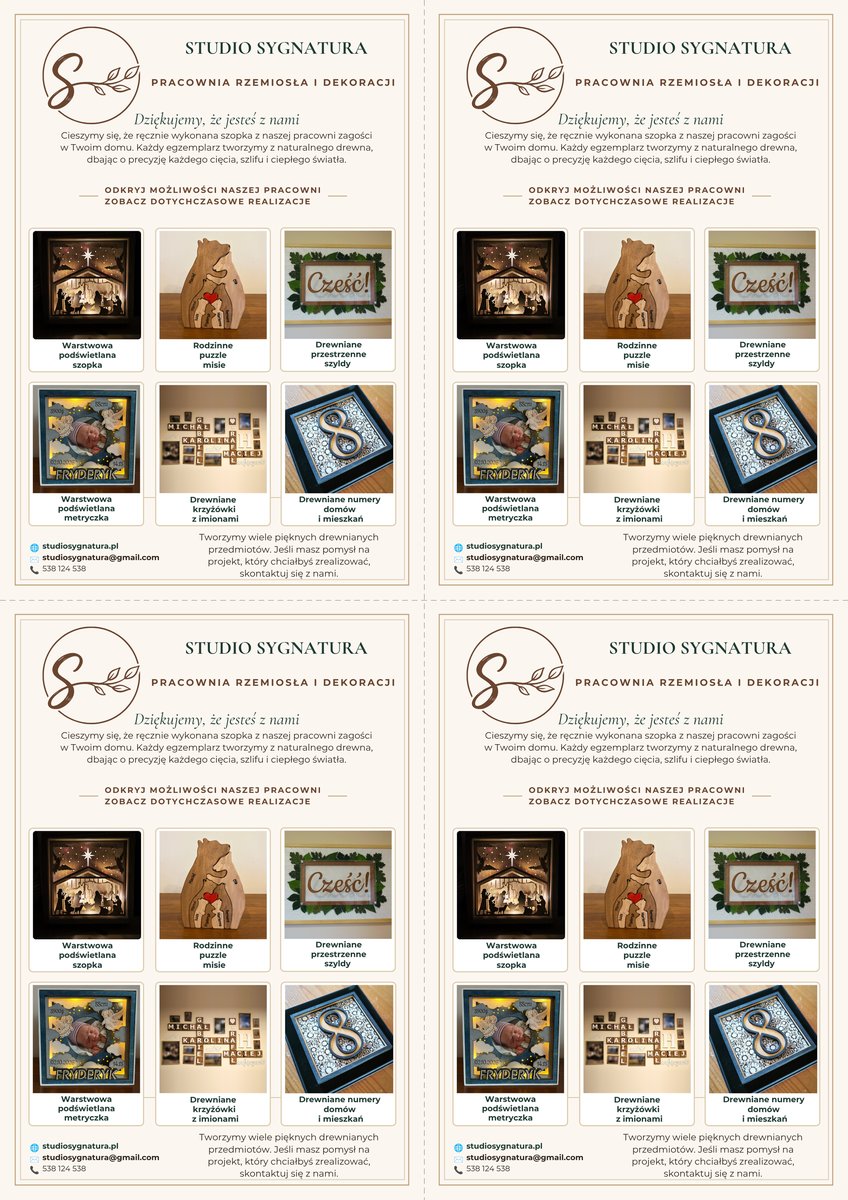 STUDIO SYGNATURA
PRACOWNIA RZEMIOSŁA I DEKORACJI
Dziękujemy, że jesteś z nami
Cieszymy się, że ręcznie wykonana szopka z naszej pracowni zagości
w Twoim domu. Każdy egzemplarz tworzymy z naturalnego drewna,
dbając o precyzję każdego cięcia, szlifu i ciepłego światła.
ODKRYJ MOŻLIWOŚCI NASZEJ PRACOWNI
ZOBACZ DOTYCHCZASOWE REALIZACJE
Cześć!
Warstwowa
podświetlana
szopka
Rodzinne
puzzle
misie
Drewniane
przestrzenne
szyldy
FRYDERYK
MICHAŁ
GABRIEL
KAROLINA
RAFAŁ
MACIEJ
8
Warstwowa
podświetlana
metryczka
Drewniane
krzyżówki
z imionami
Drewniane numery
domów
i mieszkań
studiosygnatura.pl
studiosygnatura@gmail.com
538 124 538
Tworzymy wiele pięknych drewnianych
przedmiotów. Jeśli masz pomysł na
projekt, który chciałbyś zrealizować,
skontaktuj się z nami.
STUDIO SYGNATURA
PRACOWNIA RZEMIOSŁA I DEKORACJI
Dziękujemy, że jesteś z nami
Cieszymy się, że ręcznie wykonana szopka z naszej pracowni zagości
w Twoim domu. Każdy egzemplarz tworzymy z naturalnego drewna,
dbając o precyzję każdego cięcia, szlifu i ciepłego światła.
ODKRYJ MOŻLIWOŚCI NASZEJ PRACOWNI
ZOBACZ DOTYCHCZASOWE REALIZACJE
Cześć!
Warstwowa
podświetlana
szopka
Rodzinne
puzzle
misie
Drewniane
przestrzenne
szyldy
FRYDERYK
MICHAŁ
GABRIEL
KAROLINA
RAFAŁ
MACIEJ
8
Warstwowa
podświetlana
metryczka
Drewniane
krzyżówki
z imionami
Drewniane numery
domów
i mieszkań
studiosygnatura.pl
studiosygnatura@gmail.com
538 124 538
Tworzymy wiele pięknych drewnianych
przedmiotów. Jeśli masz pomysł na
projekt, który chciałbyś zrealizować,
skontaktuj się z nami.
STUDIO SYGNATURA
PRACOWNIA RZEMIOSŁA I DEKORACJI
Dziękujemy, że jesteś z nami
Cieszymy się, że ręcznie wykonana szopka z naszej pracowni zagości
w Twoim domu. Każdy egzemplarz tworzymy z naturalnego drewna,
dbając o precyzję każdego cięcia, szlifu i ciepłego światła.
ODKRYJ MOŻLIWOŚCI NASZEJ PRACOWNI
ZOBACZ DOTYCHCZASOWE REALIZACJE
Cześć!
Warstwowa
podświetlana
szopka
Rodzinne
puzzle
misie
Drewniane
przestrzenne
szyldy
FRYDERYK
MICHAŁ
GABRIEL
KAROLINA
RAFAŁ
MACIEJ
8
Warstwowa
podświetlana
metryczka
Drewniane
krzyżówki
z imionami
Drewniane numery
domów
i mieszkań
studiosygnatura.pl
studiosygnatura@gmail.com
538 124 538
Tworzymy wiele pięknych drewnianych
przedmiotów. Jeśli masz pomysł na
projekt, który chciałbyś zrealizować,
skontaktuj się z nami.
STUDIO SYGNATURA
PRACOWNIA RZEMIOSŁA I DEKORACJI
Dziękujemy, że jesteś z nami
Cieszymy się, że ręcznie wykonana szopka z naszej pracowni zagości
w Twoim domu. Każdy egzemplarz tworzymy z naturalnego drewna,
dbając o precyzję każdego cięcia, szlifu i ciepłego światła.
ODKRYJ MOŻLIWOŚCI NASZEJ PRACOWNI
ZOBACZ DOTYCHCZASOWE REALIZACJE
Cześć!
Warstwowa
podświetlana
szopka
Rodzinne
puzzle
misie
Drewniane
przestrzenne
szyldy
FRYDERYK
MICHAŁ
GABRIEL
KAROLINA
RAFAŁ
MACIEJ
8
Warstwowa
podświetlana
metryczka
Drewniane
krzyżówki
z imionami
Drewniane numery
domów
i mieszkań
studiosygnatura.pl
studiosygnatura@gmail.com
538 124 538
Tworzymy wiele pięknych drewnianych
przedmiotów. Jeśli masz pomysł na
projekt, który chciałbyś zrealizować,
skontaktuj się z nami.